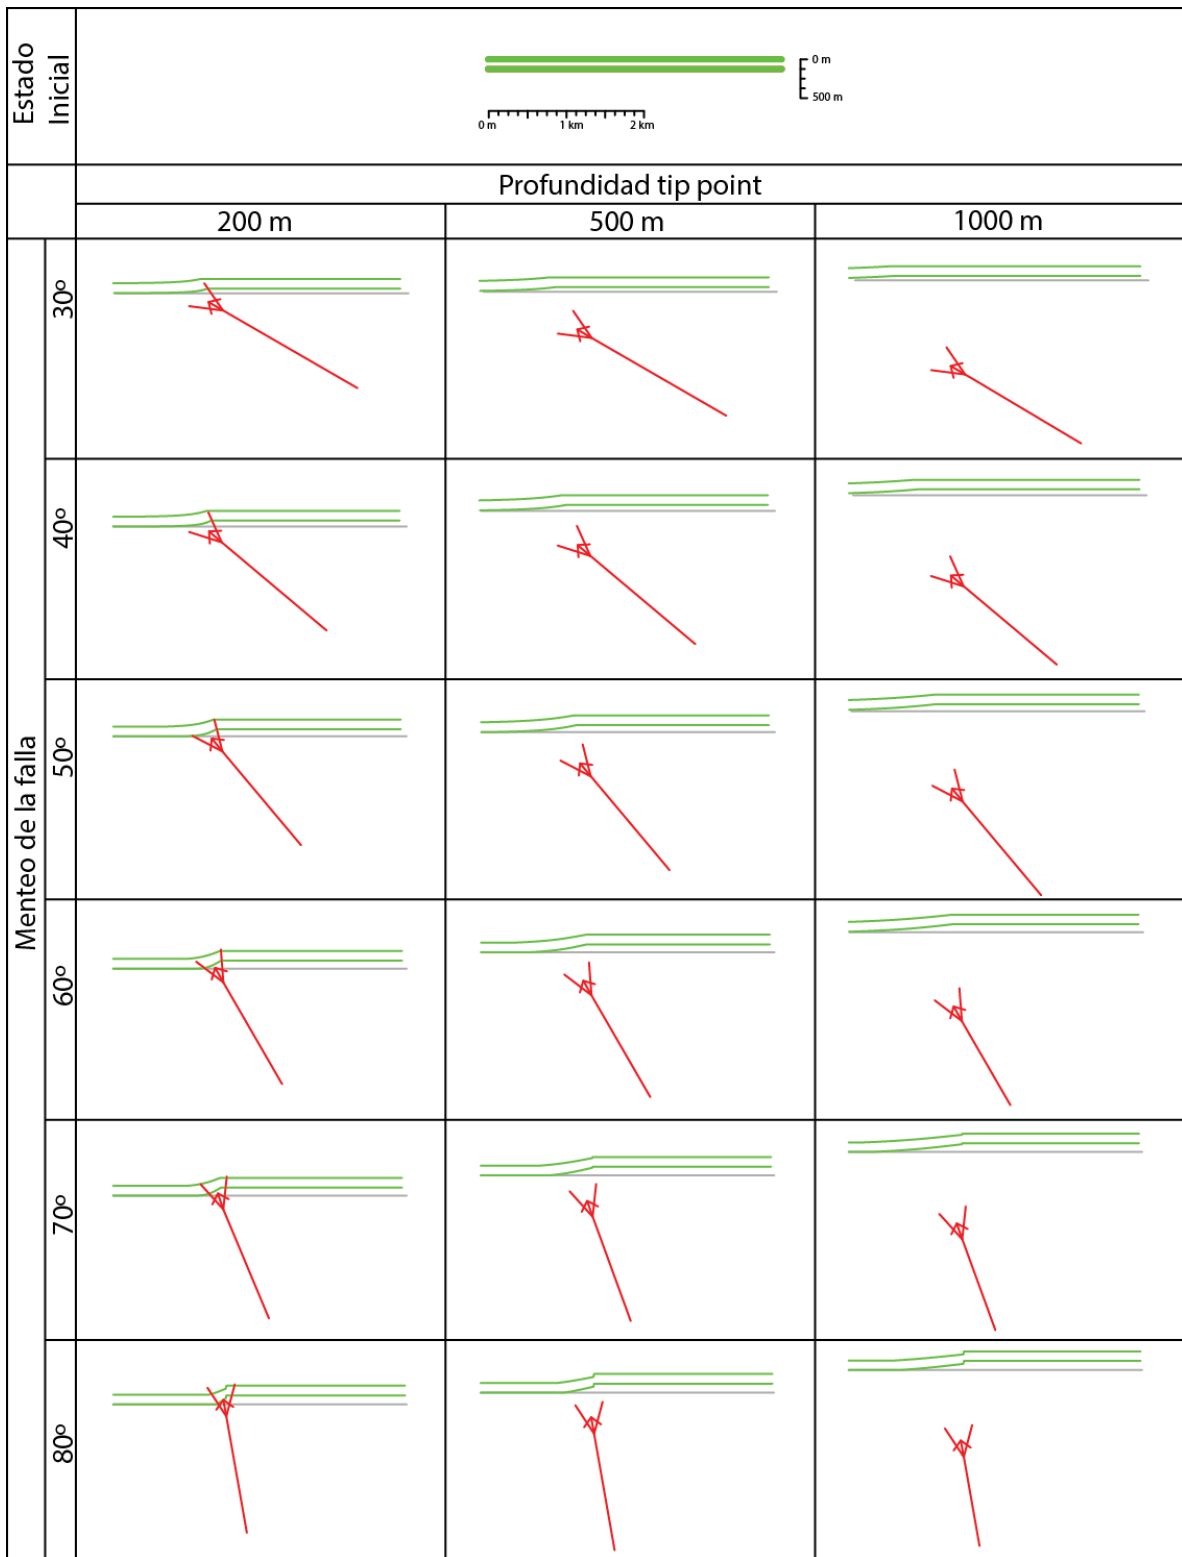 Estado
Inicial
0 m
500 m
0 m
1 km
2 km
Profundidad tip point
200 m
500 m
1000 m
Menteo de la falla
30º
40º
50º
60º
70º
80º